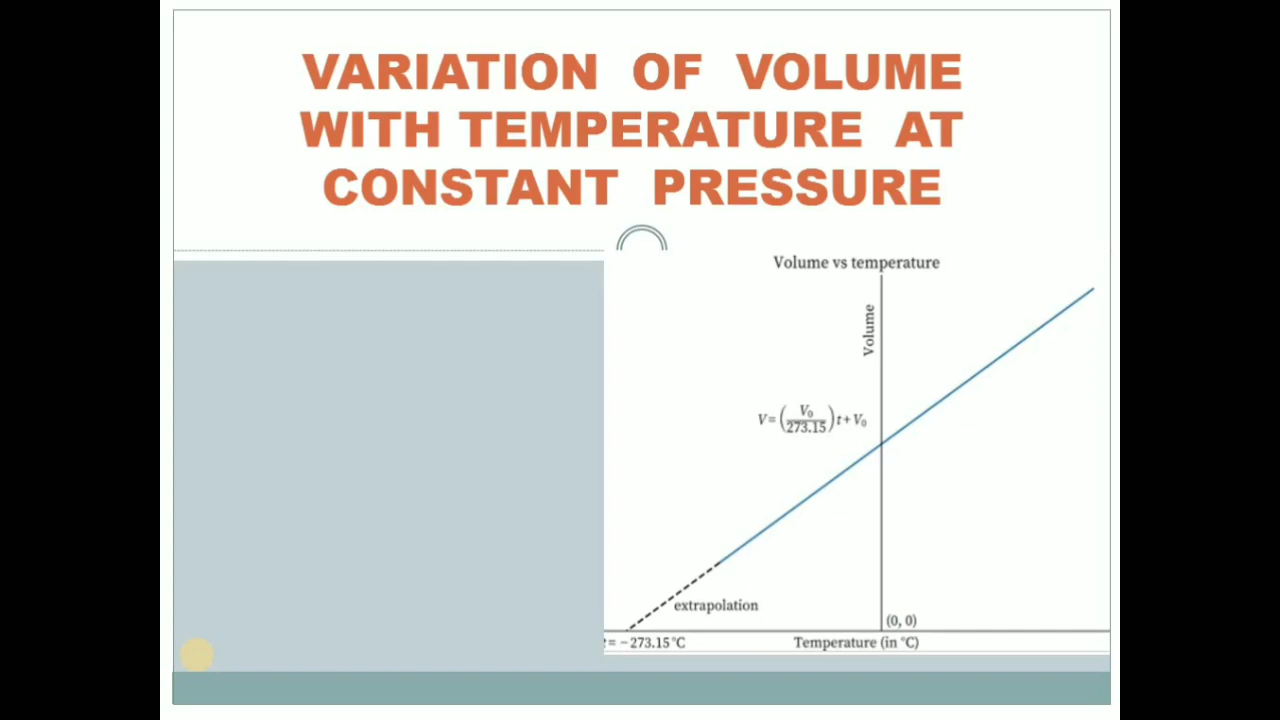 VARIATION OF VOLUME
WITH TEMPERATURE AT
CONSTANT PRESSURE
Volume vs temperature
Volume
V = (V₀/273.15) t + V₀
extrapolation
(0, 0)
t = −273.15 °C
Temperature (in °C)